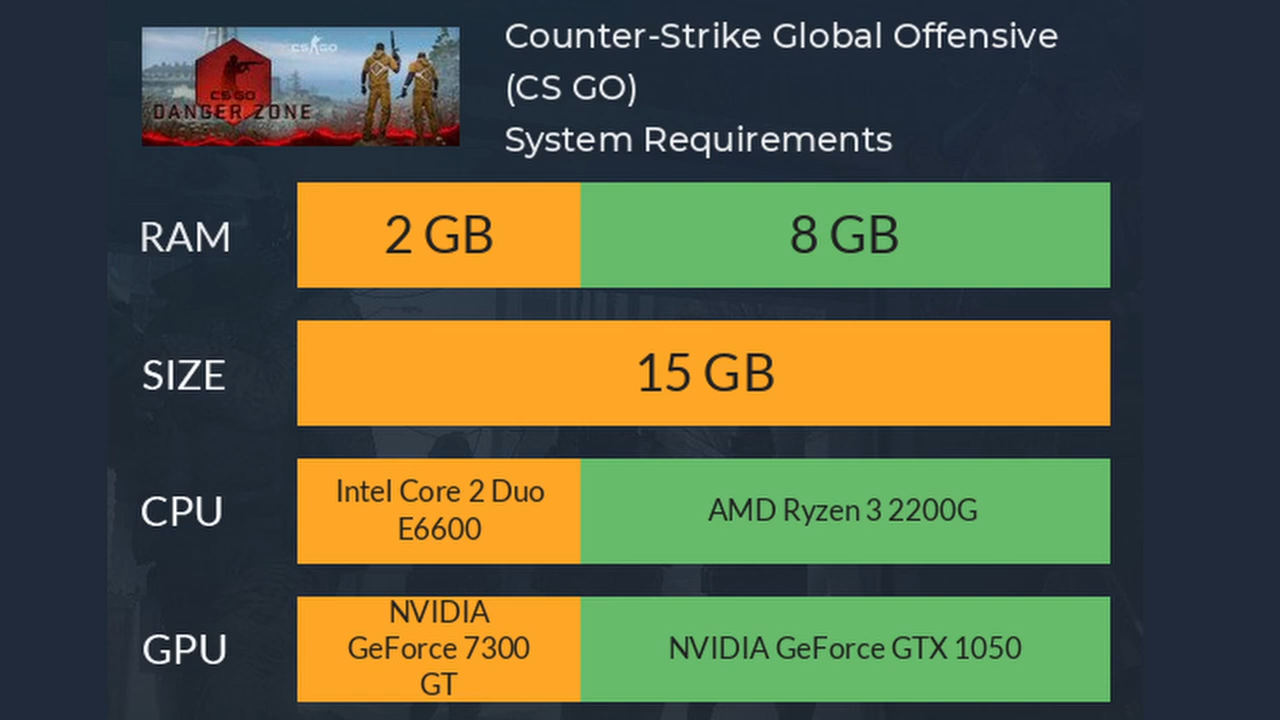 Counter-Strike Global Offensive
(CS GO)
System Requirements
CS GO
CS GO
DANGER ZONE
RAM
2 GB
8 GB
SIZE
15 GB
CPU
Intel Core 2 Duo
E6600
AMD Ryzen 3 2200G
GPU
NVIDIA
GeForce 7300
GT
NVIDIA GeForce GTX 1050